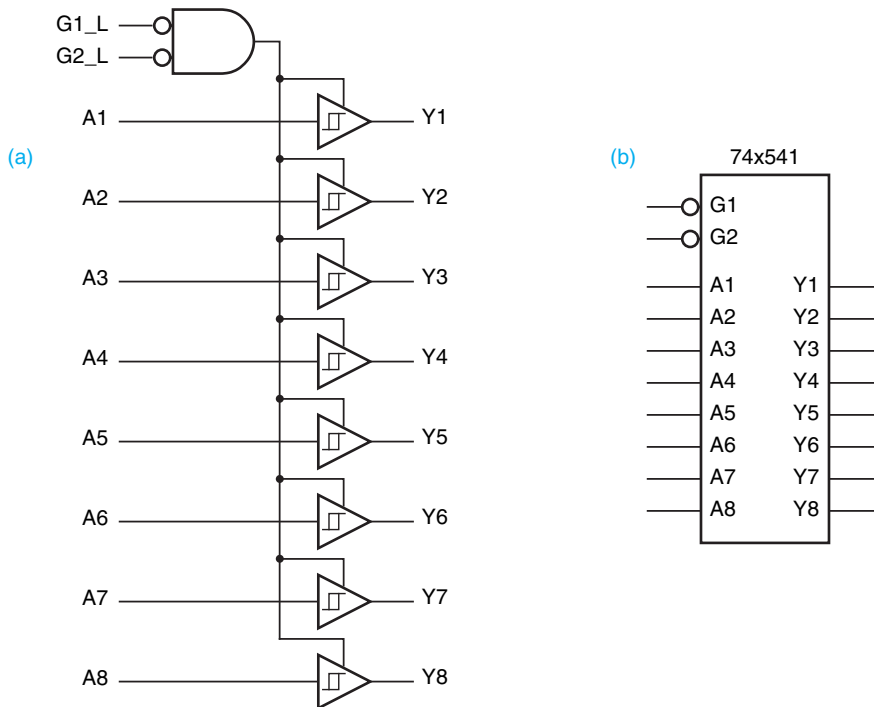 G1_L
G2_L
(a)
A1 Y1
A2 Y2
A3 Y3
A4 Y4
A5 Y5
A6 Y6
A7 Y7
A8 Y8
(b)
74x541
G1
G2
A1 Y1
A2 Y2
A3 Y3
A4 Y4
A5 Y5
A6 Y6
A7 Y7
A8 Y8